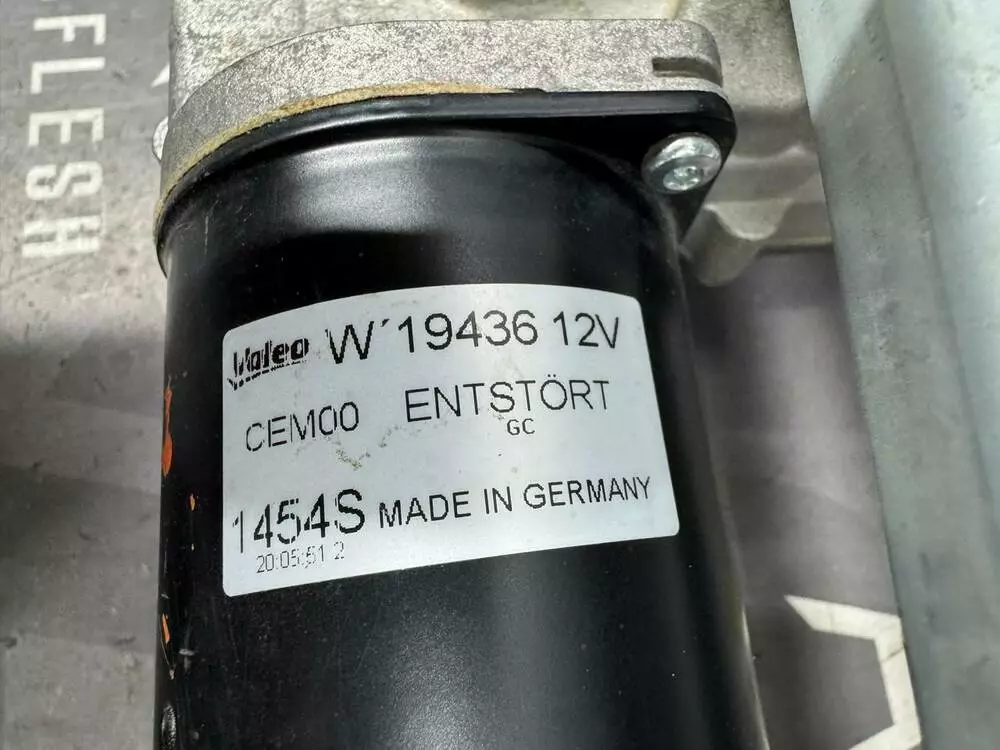 FLESH
Valeo W 19436 12V
CEM00 ENTSTÖRT
GC
1454S MADE IN GERMANY
20:05:51 2